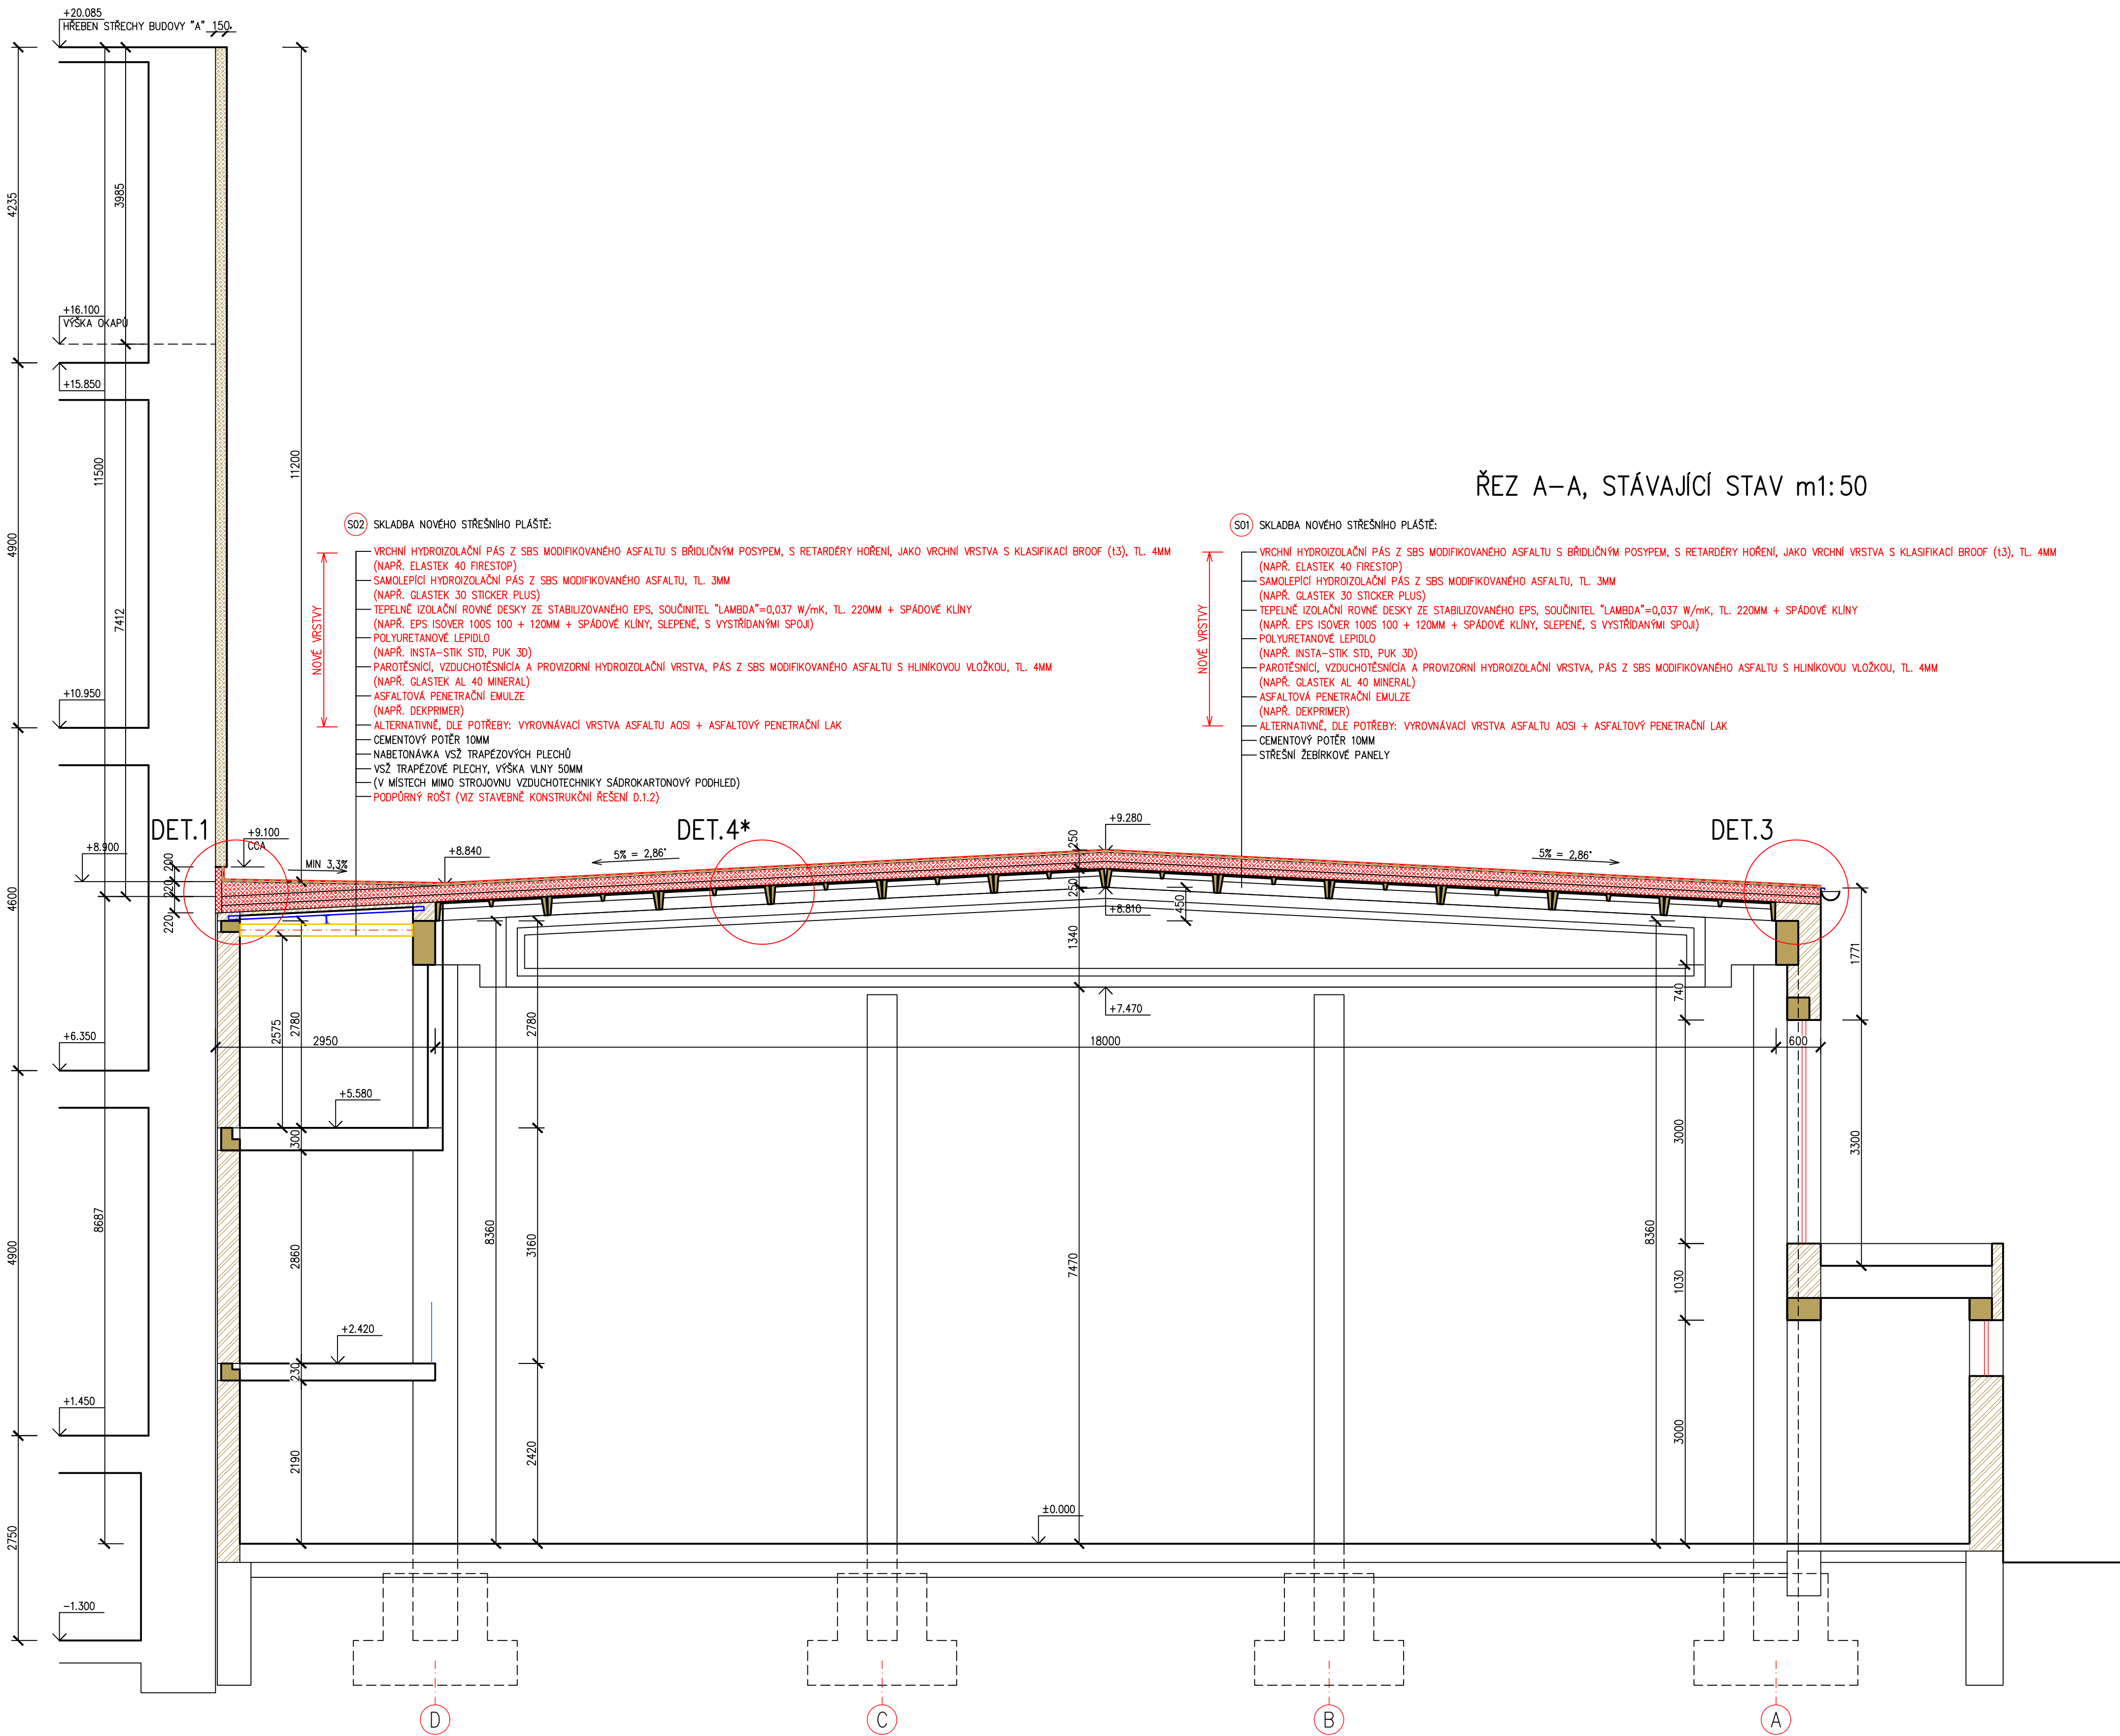 +20.085
HŘEBEN STŘECHY BUDOVY "A"
150
4235
3985
11200
+16.100
VÝŠKA OKAPŮ
+15.850
11500
4900
7412
ŘEZ A-A, STÁVAJÍCÍ STAV m1:50
S02 SKLADBA NOVÉHO STŘEŠNÍHO PLÁŠTĚ:
NOVÉ VRSTVY
VRCHNÍ HYDROIZOLAČNÍ PÁS Z SBS MODIFIKOVANÉHO ASFALTU S BŘIDLIČNÝM POSYPEM, S RETARDÉRY HOŘENÍ, JAKO VRCHNÍ VRSTVA S KLASIFIKACÍ BROOF (t3), TL. 4MM
(NAPŘ. ELASTEK 40 FIRESTOP)
SAMOLEPÍCÍ HYDROIZOLAČNÍ PÁS Z SBS MODIFIKOVANÉHO ASFALTU, TL. 3MM
(NAPŘ. GLASTEK 30 STICKER PLUS)
TEPELNĚ IZOLAČNÍ ROVNÉ DESKY ZE STABILIZOVANÉHO EPS, SOUČINITEL "LAMBDA"=0,037 W/mK, TL. 220MM + SPÁDOVÉ KLÍNY
(NAPŘ. EPS ISOVER 100S 100 + 120MM + SPÁDOVÉ KLÍNY, SLEPENÉ, S VYSTŘÍDANÝMI SPOJI)
POLYURETANOVÉ LEPIDLO
(NAPŘ. INSTA-STIK STD, PUK 3D)
PAROTĚSNÍCÍ, VZDUCHOTĚSNÍCÍA A PROVIZORNÍ HYDROIZOLAČNÍ VRSTVA, PÁS Z SBS MODIFIKOVANÉHO ASFALTU S HLINÍKOVOU VLOŽKOU, TL. 4MM
(NAPŘ. GLASTEK AL 40 MINERAL)
ASFALTOVÁ PENETRAČNÍ EMULZE
(NAPŘ. DEKPRIMER)
ALTERNATIVNĚ, DLE POTŘEBY: VYROVNÁVACÍ VRSTVA ASFALTU AOSI + ASFALTOVÝ PENETRAČNÍ LAK
CEMENTOVÝ POTĚR 10MM
NABETONÁVKA VSŽ TRAPÉZOVÝCH PLECHŮ
VSŽ TRAPÉZOVÉ PLECHY, VÝŠKA VLNY 50MM
(V MÍSTECH MIMO STROJOVNU VZDUCHOTECHNIKY SÁDROKARTONOVÝ PODHLED)
PODPŮRNÝ ROŠT (VIZ STAVEBNĚ KONSTRUKČNÍ ŘEŠENÍ D.1.2)
S01 SKLADBA NOVÉHO STŘEŠNÍHO PLÁŠTĚ:
NOVÉ VRSTVY
VRCHNÍ HYDROIZOLAČNÍ PÁS Z SBS MODIFIKOVANÉHO ASFALTU S BŘIDLIČNÝM POSYPEM, S RETARDÉRY HOŘENÍ, JAKO VRCHNÍ VRSTVA S KLASIFIKACÍ BROOF (t3), TL. 4MM
(NAPŘ. ELASTEK 40 FIRESTOP)
SAMOLEPÍCÍ HYDROIZOLAČNÍ PÁS Z SBS MODIFIKOVANÉHO ASFALTU, TL. 3MM
(NAPŘ. GLASTEK 30 STICKER PLUS)
TEPELNĚ IZOLAČNÍ ROVNÉ DESKY ZE STABILIZOVANÉHO EPS, SOUČINITEL "LAMBDA"=0,037 W/mK, TL. 220MM + SPÁDOVÉ KLÍNY
(NAPŘ. EPS ISOVER 100S 100 + 120MM + SPÁDOVÉ KLÍNY, SLEPENÉ, S VYSTŘÍDANÝMI SPOJI)
POLYURETANOVÉ LEPIDLO
(NAPŘ. INSTA-STIK STD, PUK 3D)
PAROTĚSNÍCÍ, VZDUCHOTĚSNÍCÍA A PROVIZORNÍ HYDROIZOLAČNÍ VRSTVA, PÁS Z SBS MODIFIKOVANÉHO ASFALTU S HLINÍKOVOU VLOŽKOU, TL. 4MM
(NAPŘ. GLASTEK AL 40 MINERAL)
ASFALTOVÁ PENETRAČNÍ EMULZE
(NAPŘ. DEKPRIMER)
ALTERNATIVNĚ, DLE POTŘEBY: VYROVNÁVACÍ VRSTVA ASFALTU AOSI + ASFALTOVÝ PENETRAČNÍ LAK
CEMENTOVÝ POTĚR 10MM
STŘEŠNÍ ŽEBÍRKOVÉ PANELY
+10.950
DET.1
DET.4*
DET.3
+8.900
+9.100
CCA
MIN 3,3%
+8.840
5% = 2,86°
+9.280
5% = 2,86°
200
220
220
4600
250
250
+8.810
450
1340
+7.470
1771
740
2575
2780
2780
2950
18000
600
+6.350
+5.580
300
3000
3300
8687
4900
2860
8360
3160
7470
8360
1030
+2.420
230
+1.450
2190
2420
3000
±0.000
2750
-1.300
D
C
B
A